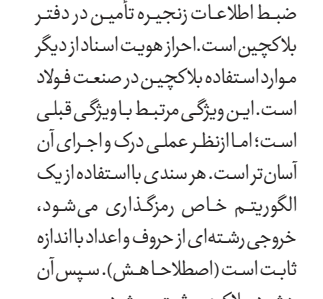 ضبط اطلاعات زنجیره تأمین در دفتر
بلاکچین است. احراز هویت اسناد از دیگر
موارد استفاده بلاکچین در صنعت فولاد
است. این ویژگی مرتبط با ویژگی قبلی
است؛ اما ازنظر عملی درک و اجرای آن
آسان‌تر است. هر سندی با استفاده از یک
الگوریتم خاص رمزگذاری می‌شود،
خروجی رشته‌ای از حروف و اعداد با اندازه
ثابت است (اصطلاحا هش). سپس آن